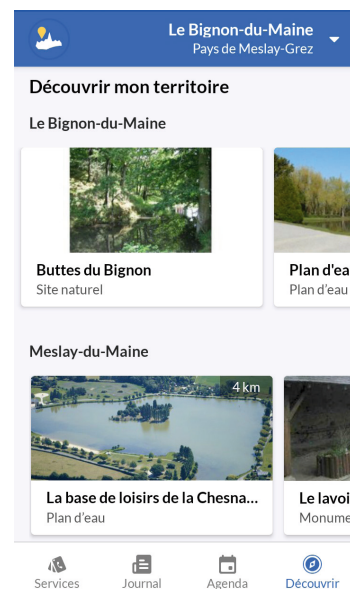 Le Bignon-du-Maine
Pays de Meslay-Grez
Découvrir mon territoire
Le Bignon-du-Maine
Buttes du Bignon
Site naturel
Plan d'ea
Plan d'eau
Meslay-du-Maine
4 km
La base de loisirs de la Chesna...
Plan d'eau
Le lavoi
Monume
Services
Journal
Agenda
Découvrir